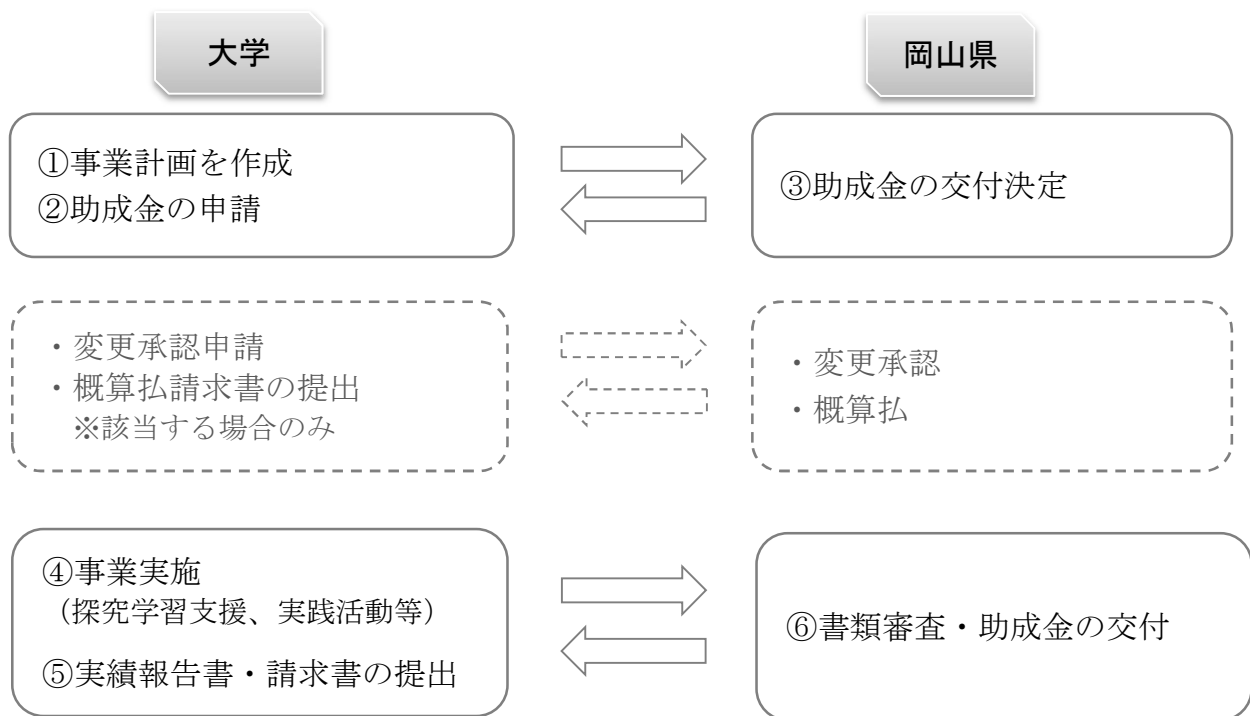 大学
岡山県
①事業計画を作成
②助成金の申請
③助成金の交付決定
・変更承認申請
・概算払請求書の提出
※該当する場合のみ
・変更承認
・概算払
④事業実施
（探究学習支援、実践活動等）
⑤実績報告書・請求書の提出
⑥書類審査・助成金の交付